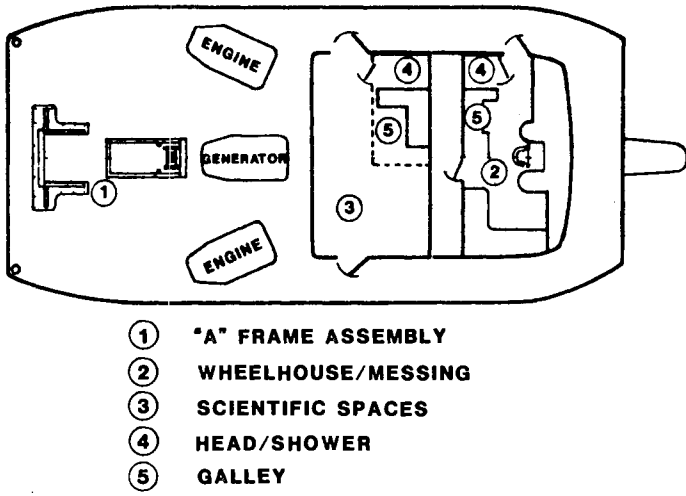 ENGINE
4
4
5
5
GENERATOR
2
1
3
ENGINE
1 "A" FRAME ASSEMBLY
2 WHEELHOUSE/MESSING
3 SCIENTIFIC SPACES
4 HEAD/SHOWER
5 GALLEY